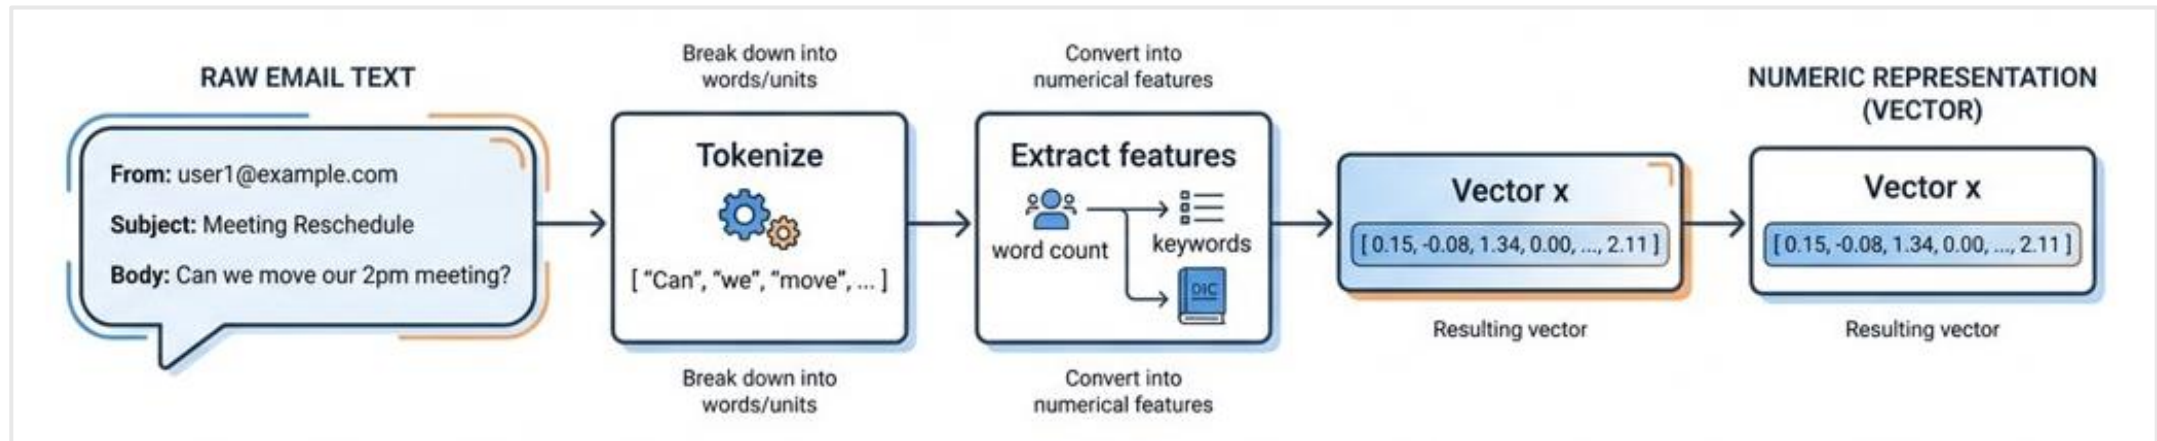 RAW EMAIL TEXT
From: user1@example.com
Subject: Meeting Reschedule
Body: Can we move our 2pm meeting?
Break down into
words/units
Tokenize
[ “Can”, “we”, “move”, ... ]
Break down into
words/units
Convert into
numerical features
Extract features
word count
keywords
DIC
Convert into
numerical features
Vector x
[ 0.15, -0.08, 1.34, 0.00, ..., 2.11 ]
Resulting vector
NUMERIC REPRESENTATION
(VECTOR)
Vector x
[ 0.15, -0.08, 1.34, 0.00, ..., 2.11 ]
Resulting vector